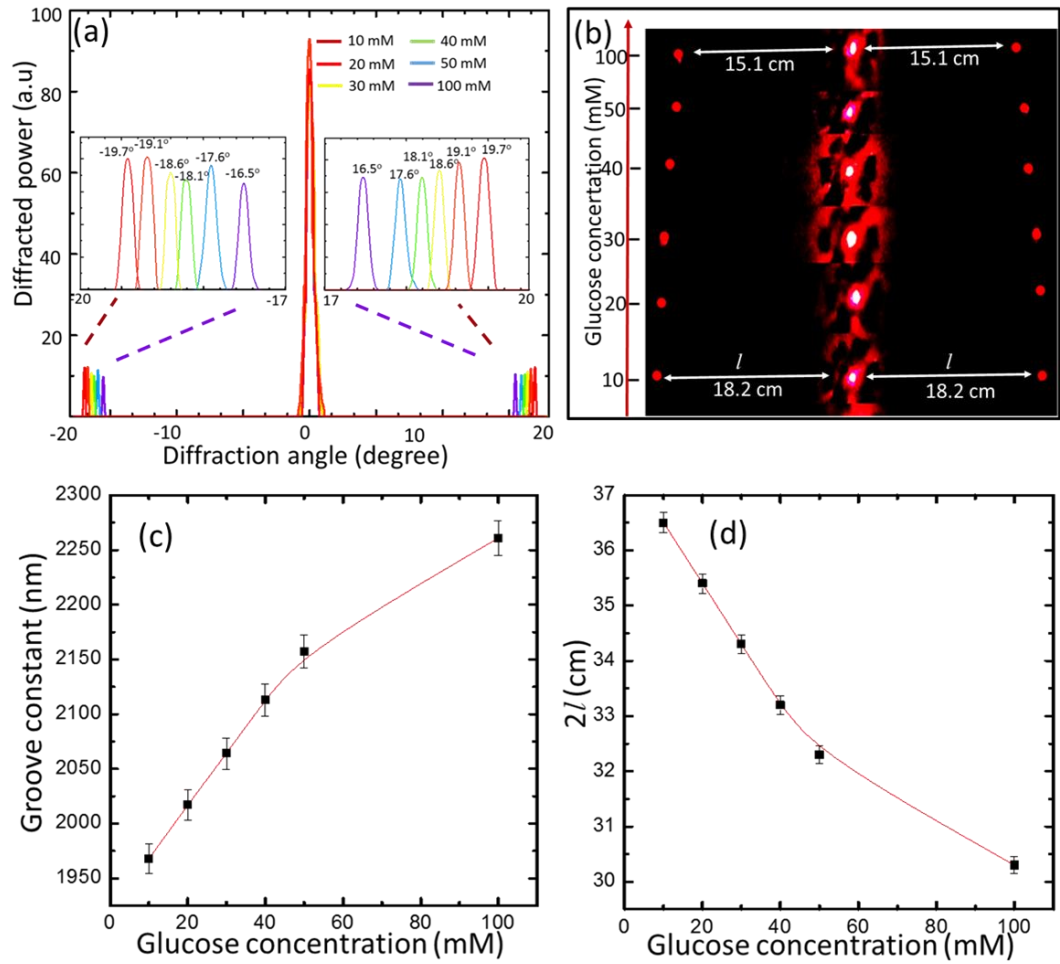 (a)
100
80
60
40
20
0
Diffracted power (a.u)
10 mM
20 mM
30 mM
40 mM
50 mM
100 mM
-19.7°
-19.1°
-18.6°
-18.1°
-17.6°
-16.5°
-20
-17
16.5°
17.6°
18.1°
18.6°
19.1°
19.7°
17
20
-20
-10
0
10
20
Diffraction angle (degree)
(b)
Glucose concertation (mM)
100
50
40
30
20
10
15.1 cm
15.1 cm
l
18.2 cm
l
18.2 cm
(c)
2300
2250
2200
2150
2100
2050
2000
1950
Groove constant (nm)
0
20
40
60
80
100
Glucose concentration (mM)
(d)
37
36
35
34
33
32
31
30
2l (cm)
0
20
40
60
80
100
Glucose concentration (mM)